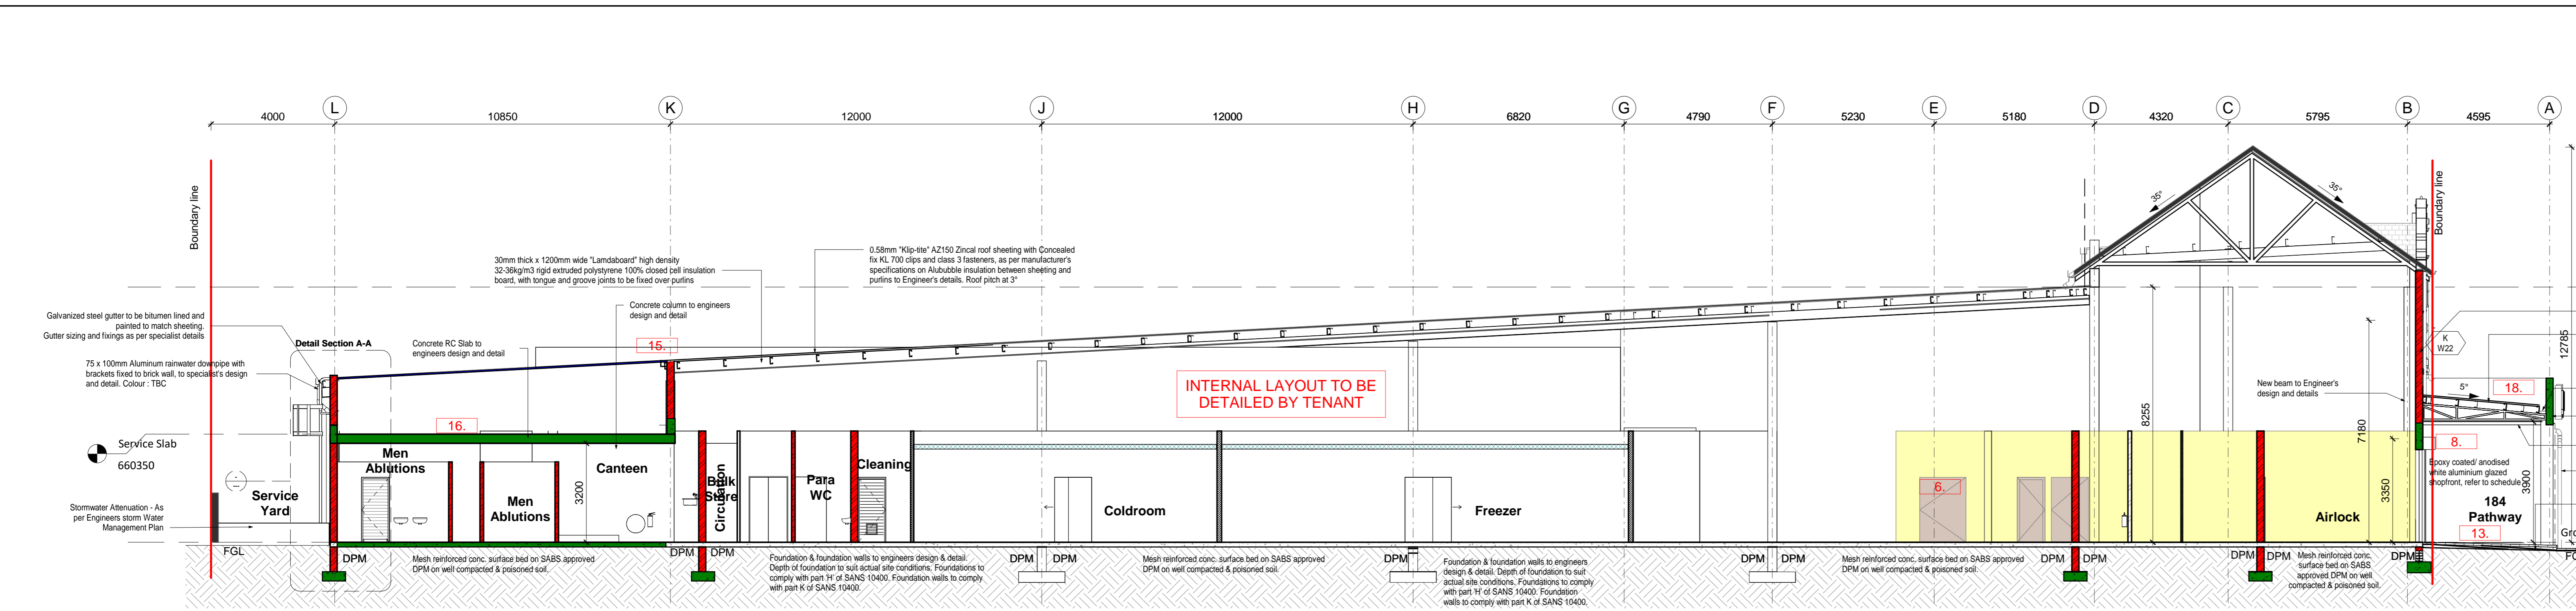 L
K
J
H
G
F
E
D
C
B
A
4000
10850
12000
12000
6820
4790
5230
5180
4320
5795
4595
Boundary line
Boundary line
35°
35°
0.58mm "Klip-tite" AZ150 Zincal roof sheeting with Concealed
fix KL 700 clips and class 3 fasteners, as per manufacturer's
specifications on Alububble insulation between sheeting and
purlins to Engineer's details. Roof pitch at 3°
30mm thick x 1200mm wide "Lamdaboard" high density
32-36kg/m3 rigid extruded polystyrene 100% closed cell insulation
board, with tongue and groove joints to be fixed over purlins
Concrete column to engineers
design and detail
Galvanized steel gutter to be bitumen lined and
painted to match sheeting.
Gutter sizing and fixings as per specialist details
Detail Section A-A
Concrete RC Slab to
engineers design and detail
15.
75 x 100mm Aluminum rainwater downpipe with
brackets fixed to brick wall, to specialist's design
and detail. Colour : TBC
INTERNAL LAYOUT TO BE
DETAILED BY TENANT
K
W22
12785
New beam to Engineer's
design and details
5°
18.
8255
7180
16.
8.
Service Slab
660350
Men
Ablutions
Canteen
3200
Men
Ablutions
Service
Yard
Bulk
Store
Circulation
Para
WC
Cleaning
Coldroom
Freezer
6.
Airlock
3350
Epoxy coated/ anodised
white aluminium glazed
shopfront, refer to schedule
3900
184
Pathway
13.
Stormwater Attenuation - As
per Engineers storm Water
Management Plan
FGL
DPM
Mesh reinforced conc. surface bed on SABS approved
DPM on well compacted & poisoned soil.
DPM
DPM
Foundation & foundation walls to engineers design & detail.
Depth of foundation to suit actual site conditions. Foundations to
comply with part 'H' of SANS 10400. Foundation walls to comply
with part K of SANS 10400.
DPM
DPM
Mesh reinforced conc. surface bed on SABS approved
DPM on well compacted & poisoned soil.
DPM
Foundation & foundation walls to engineers
design & detail. Depth of foundation to suit
actual site conditions. Foundations to comply
with part 'H' of SANS 10400. Foundation
walls to comply with part K of SANS 10400.
DPM
DPM
Mesh reinforced conc. surface bed on SABS approved
DPM on well compacted & poisoned soil.
DPM
DPM
DPM
DPM
Mesh reinforced conc.
surface bed on SABS
approved DPM on well
compacted & poisoned soil.
DPM